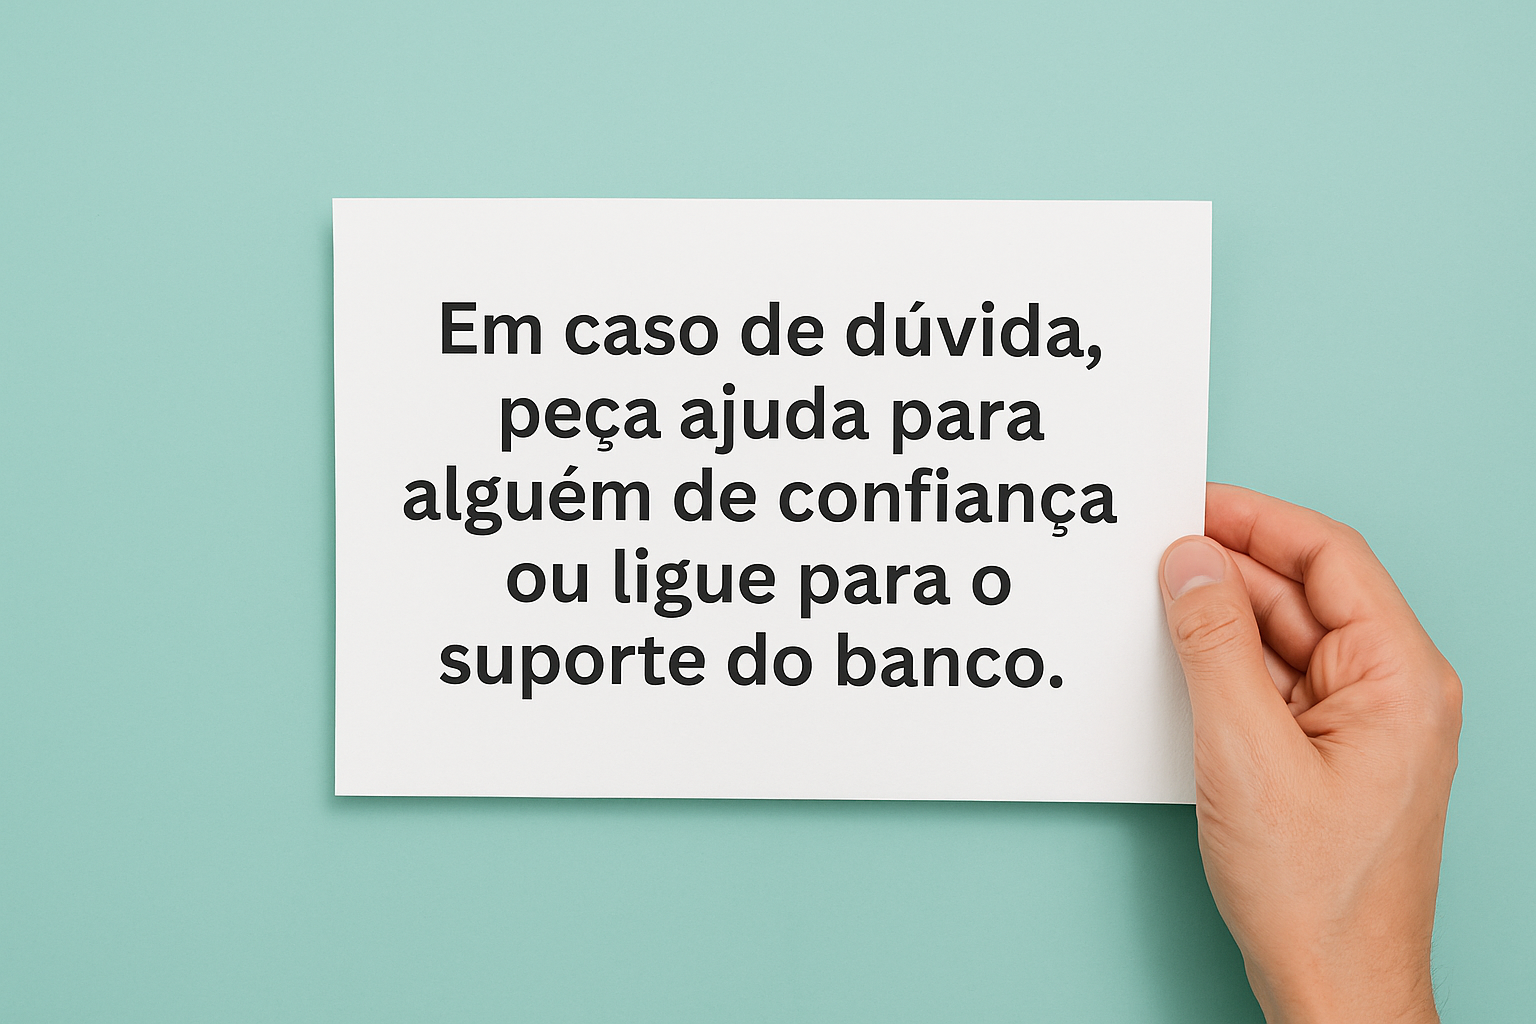 Em caso de dúvida,
peça ajuda para
alguém de confiança
ou ligue para o
suporte do banco.